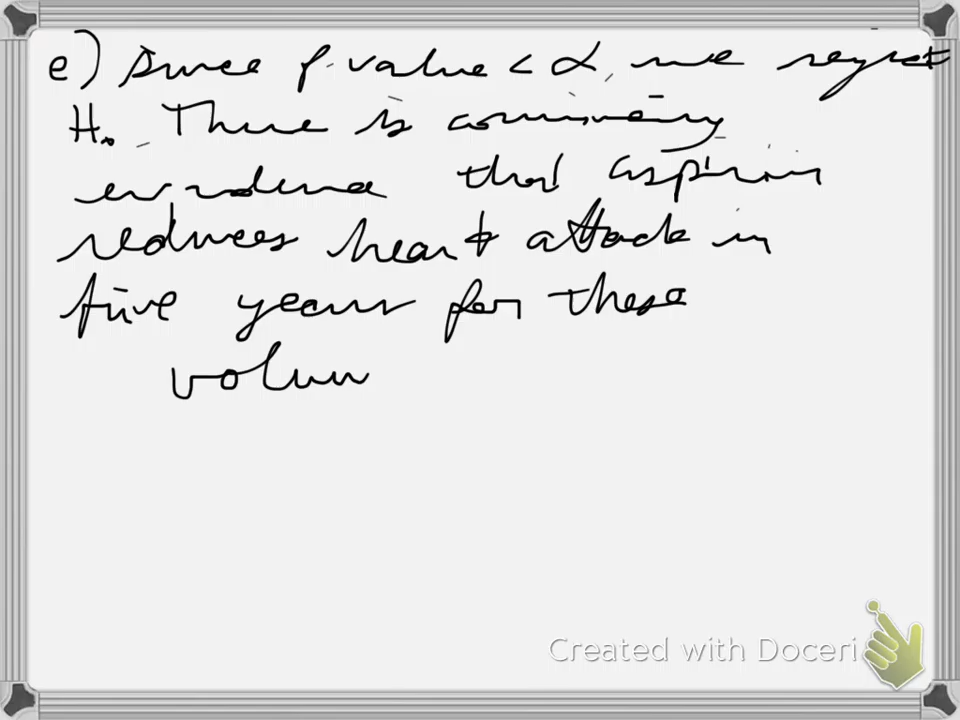 e) Since p-value < α, we reject
H₀. There is convincing
evidence that aspirin
reduces heart attack in
five years for these
volun
Created with Doceri